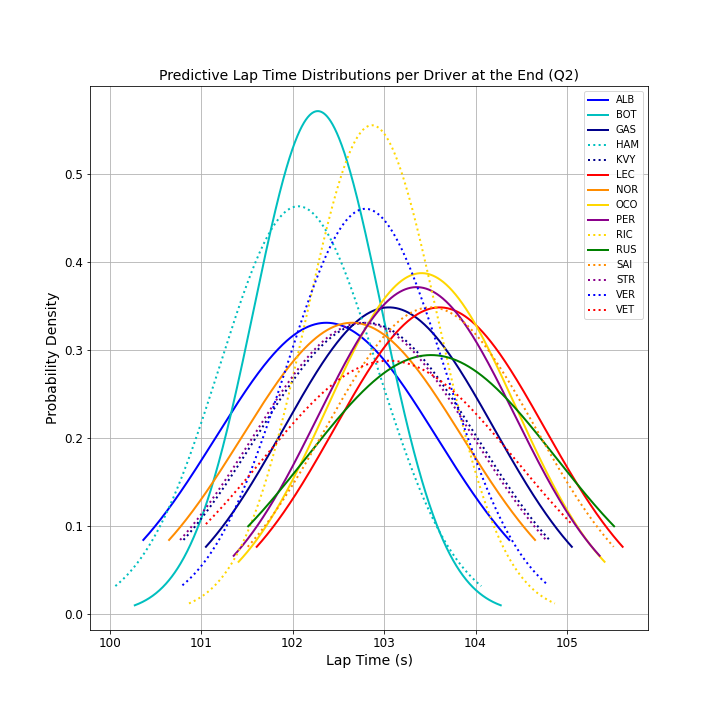 Predictive Lap Time Distributions per Driver at the End (Q2)
ALB
BOT
GAS
HAM
KVY
LEC
NOR
OCO
PER
RIC
RUS
SAI
STR
VER
VET
Probability Density
0.5
0.4
0.3
0.2
0.1
0.0
100 101 102 103 104 105
Lap Time (s)